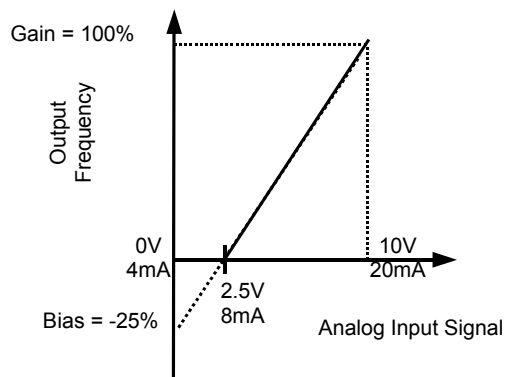 Gain = 100%
Output
Frequency
0V
4mA
10V
20mA
2.5V
8mA
Bias = -25%
Analog Input Signal